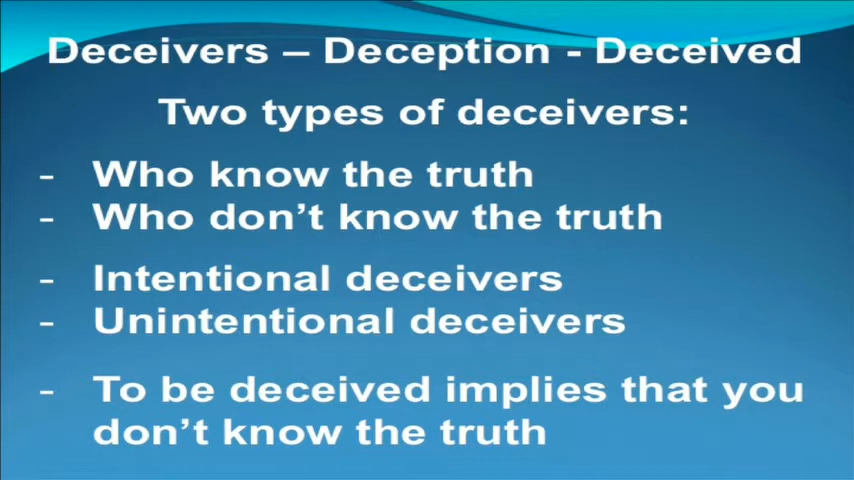 Deceivers – Deception - Deceived
Two types of deceivers:
- Who know the truth
- Who don’t know the truth
- Intentional deceivers
- Unintentional deceivers
- To be deceived implies that you
don’t know the truth